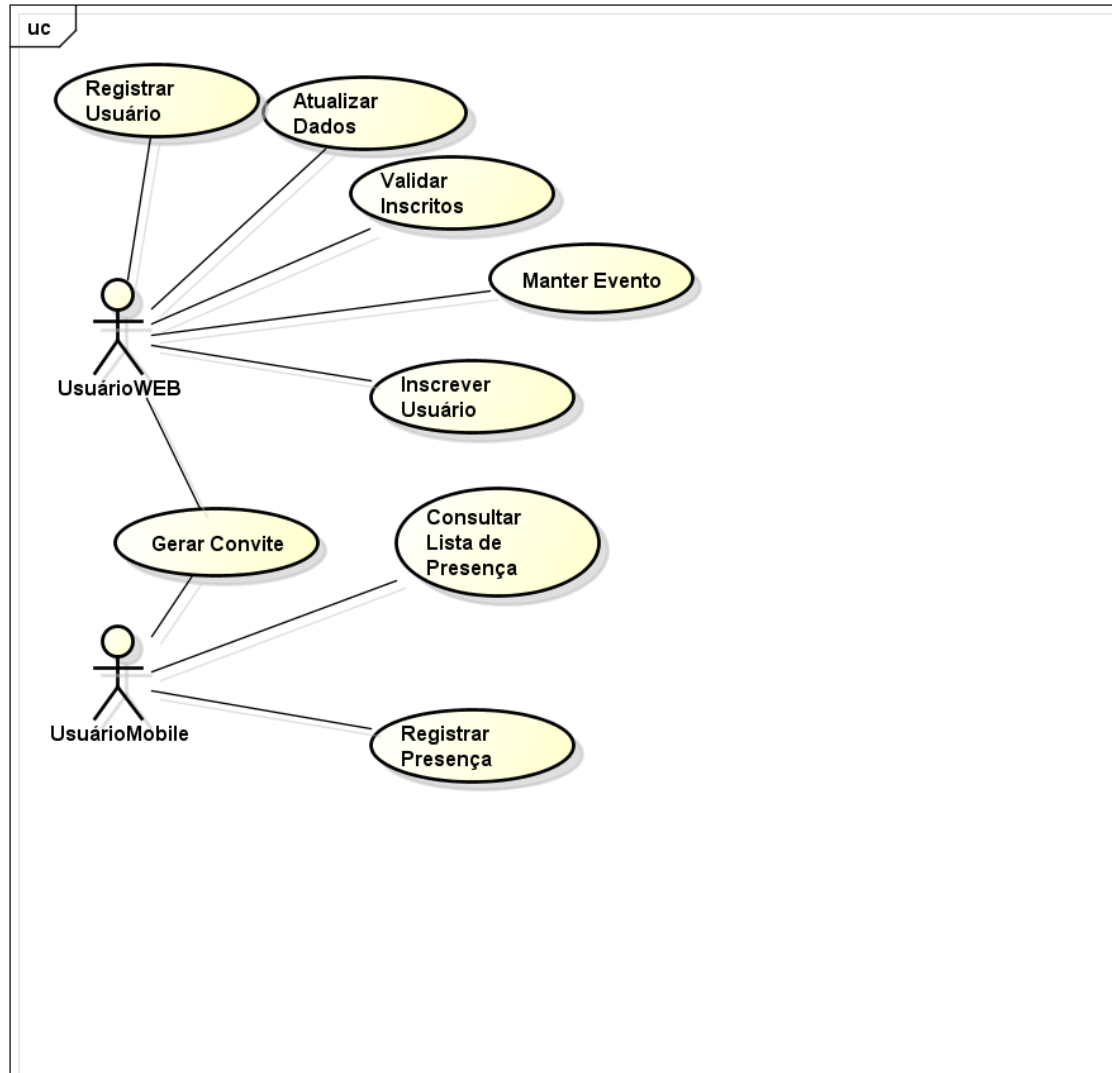 uc
Registrar
Usuário
Atualizar
Dados
Validar
Inscritos
Manter Evento
UsuárioWEB
Inscrever
Usuário
Gerar Convite
Consultar
Lista de
Presença
UsuárioMobile
Registrar
Presença